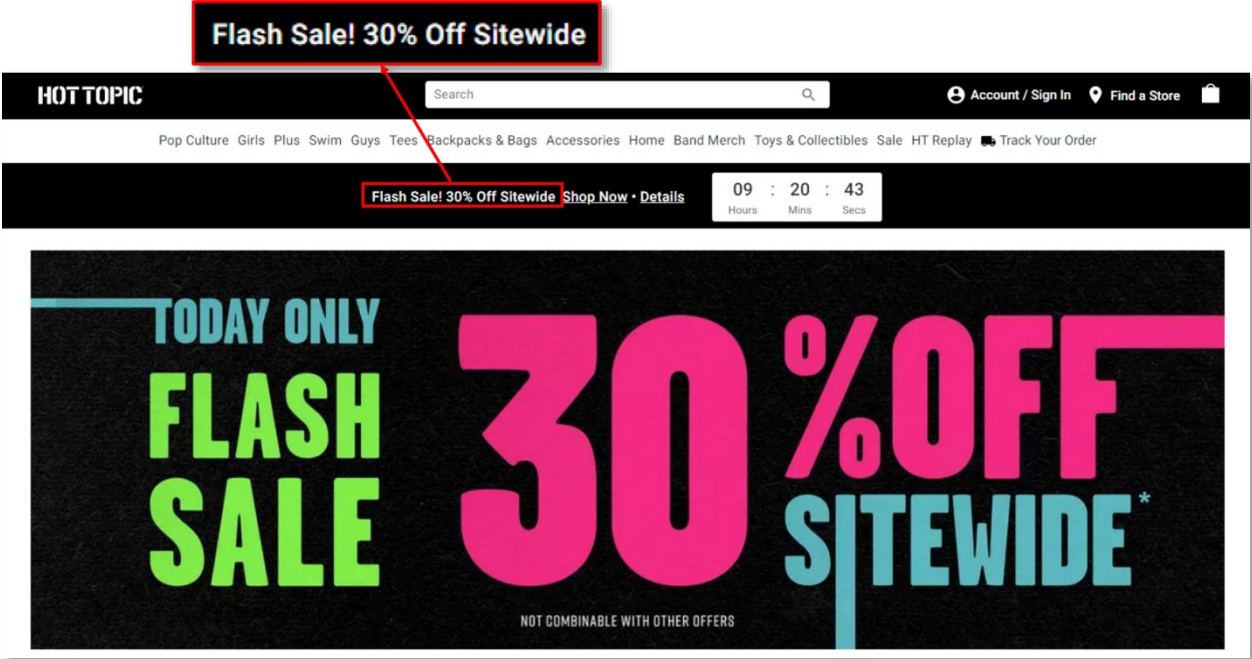 Flash Sale! 30% Off Sitewide
HOT TOPIC
Search
Account / Sign In
Find a Store
Pop Culture Girls Plus Swim Guys Tees Backpacks & Bags Accessories Home Band Merch Toys & Collectibles Sale HT Replay Track Your Order
Flash Sale! 30% Off Sitewide Shop Now • Details
09 : 20 : 43
Hours Mins Secs
TODAY ONLY
FLASH
SALE
30%OFF
SITEWIDE*
NOT COMBINABLE WITH OTHER OFFERS